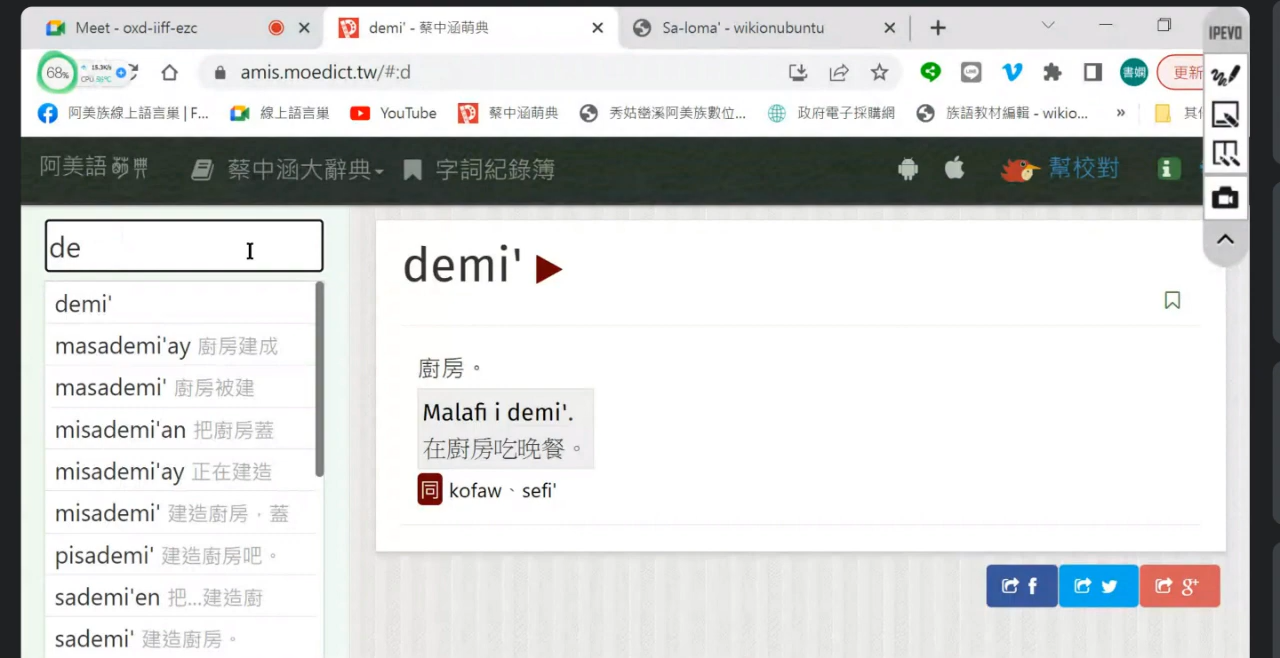 Meet - oxd-iiff-ezc
demi' - 蔡中涵萌典
Sa-loma' - wikionubuntu
IPEVO
68%
amis.moedict.tw/#:d
書嫻
更新
阿美族線上語言巢 | F...
線上語言巢
YouTube
蔡中涵萌典
秀姑巒溪阿美族數位...
政府電子採購網
族語教材編輯 - wikio...
»
阿美語萌典
蔡中涵大辭典
字詞紀錄簿
幫校對
de
demi'
masademi'ay 廚房建成
masademi' 廚房被建
misademi'an 把廚房蓋
misademi'ay 正在建造
misademi' 建造廚房，蓋
pisademi' 建造廚房吧。
sademi'en 把...建造廚
sademi' 建造廚房。
demi'
廚房。
Malafi i demi'.
在廚房吃晚餐。
同 kofaw、sefi'